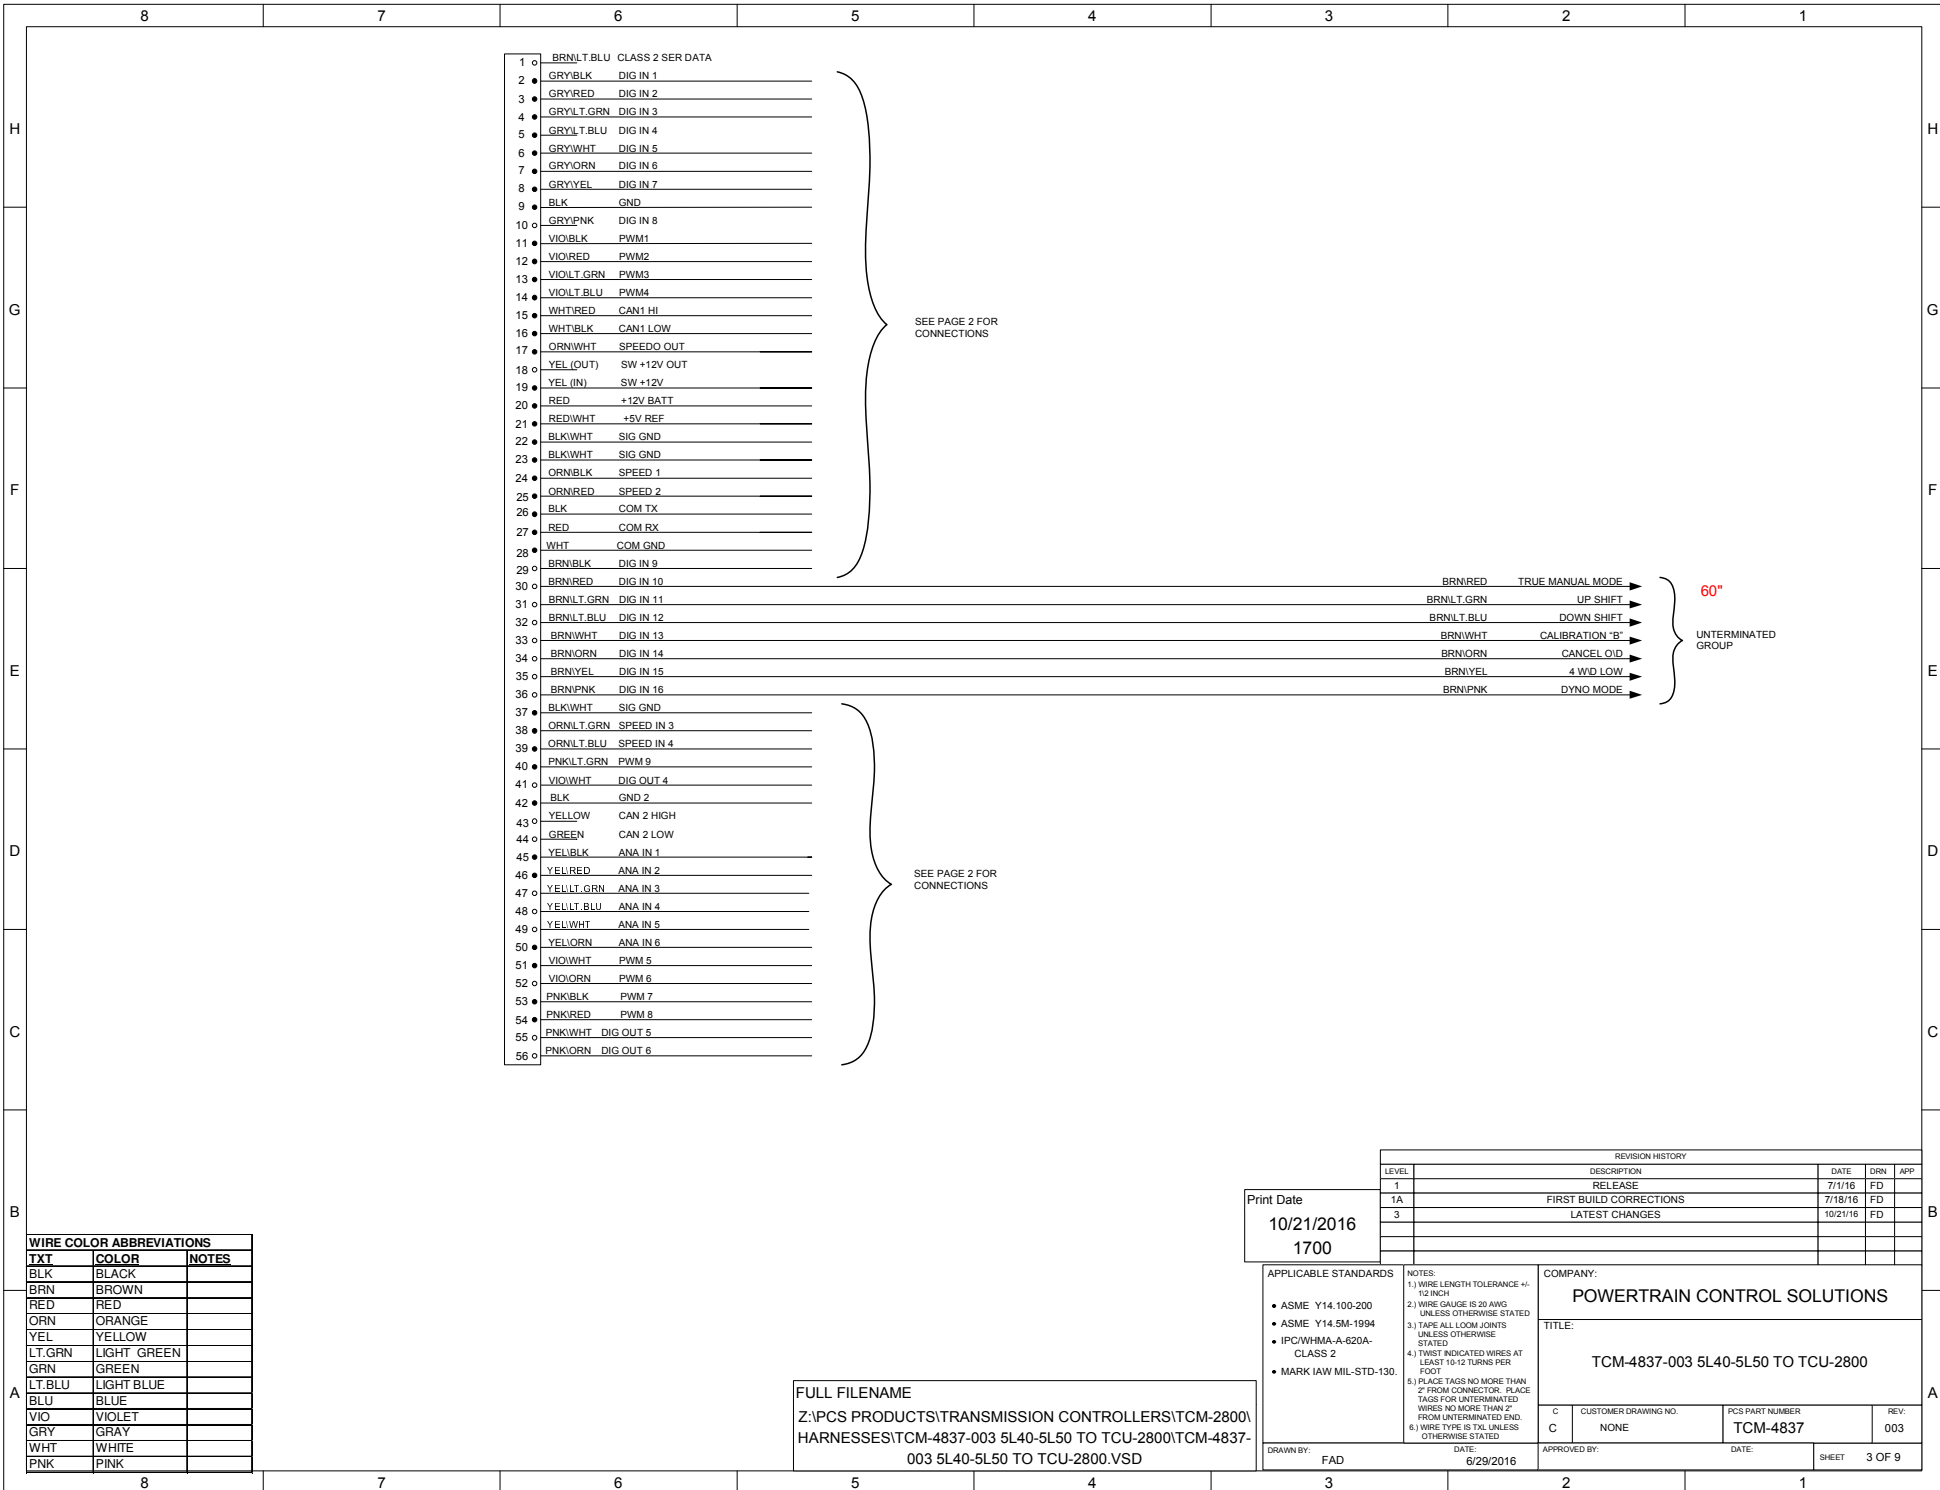 8 7 6 5 4 3 2 1
1 BRN\LT.BLU CLASS 2 SER DATA
2 GRY\BLK DIG IN 1
3 GRY\RED DIG IN 2
4 GRY\LT.GRN DIG IN 3
H H
5 GRY\LT.BLU DIG IN 4
6 GRY\WHT DIG IN 5
7 GRY\ORN DIG IN 6
8 GRY\YEL DIG IN 7
9 BLK GND
10 GRY\PNK DIG IN 8
11 VIO\BLK PWM1
12 VIO\RED PWM2
13 VIO\LT.GRN PWM3
14 VIO\LT.BLU PWM4
G G
15 WHT\RED CAN1 HI
16 WHT\BLK CAN1 LOW
SEE PAGE 2 FOR
CONNECTIONS
17 ORN\WHT SPEEDO OUT
18 YEL (OUT) SW +12V OUT
19 YEL (IN) SW +12V
20 RED +12V BATT
21 RED\WHT +5V REF
22 BLK\WHT SIG GND
23 BLK\WHT SIG GND
24 ORN\BLK SPEED 1
F F
25 ORN\RED SPEED 2
26 BLK COM TX
27 RED COM RX
28 WHT COM GND
29 BRN\BLK DIG IN 9
30 BRN\RED DIG IN 10 BRN\RED TRUE MANUAL MODE
60"
31 BRN\LT.GRN DIG IN 11 BRN\LT.GRN UP SHIFT
32 BRN\LT.BLU DIG IN 12 BRN\LT.BLU DOWN SHIFT
33 BRN\WHT DIG IN 13 BRN\WHT CALIBRATION "B"
UNTERMINATED
GROUP
34 BRN\ORN DIG IN 14 BRN\ORN CANCEL O\D
E E
35 BRN\YEL DIG IN 15 BRN\YEL 4 W\D LOW
36 BRN\PNK DIG IN 16 BRN\PNK DYNO MODE
37 BLK\WHT SIG GND
38 ORN\LT.GRN SPEED IN 3
39 ORN\LT.BLU SPEED IN 4
40 PNK\LT.GRN PWM 9
41 VIO\WHT DIG OUT 4
42 BLK GND 2
43 YELLOW CAN 2 HIGH
44 GREEN CAN 2 LOW
D D
45 YEL\BLK ANA IN 1
46 YEL\RED ANA IN 2
SEE PAGE 2 FOR
CONNECTIONS
47 YEL\LT.GRN ANA IN 3
48 YEL\LT.BLU ANA IN 4
49 YEL\WHT ANA IN 5
50 YEL\ORN ANA IN 6
51 VIO\WHT PWM 5
52 VIO\ORN PWM 6
53 PNK\BLK PWM 7
54 PNK\RED PWM 8
C C
55 PNK\WHT DIG OUT 5
56 PNK\ORN DIG OUT 6
REVISION HISTORY
LEVEL DESCRIPTION DATE DRN APP
1 RELEASE 7/1/16 FD
1A FIRST BUILD CORRECTIONS 7/18/16 FD
3 LATEST CHANGES 10/21/16 FD
B B
Print Date
10/21/2016
1700
WIRE COLOR ABBREVIATIONS
TXT COLOR NOTES
BLK BLACK
BRN BROWN
RED RED
ORN ORANGE
YEL YELLOW
LT.GRN LIGHT GREEN
GRN GREEN
LT.BLU LIGHT BLUE
BLU BLUE
VIO VIOLET
GRY GRAY
WHT WHITE
PNK PINK
A A
FULL FILENAME
Z:\PCS PRODUCTS\TRANSMISSION CONTROLLERS\TCM-2800\
HARNESSES\TCM-4837-003 5L40-5L50 TO TCU-2800\TCM-4837-
003 5L40-5L50 TO TCU-2800.VSD
APPLICABLE STANDARDS
• ASME Y14.100-200
• ASME Y14.5M-1994
• IPC/WHMA-A-620A-
CLASS 2
• MARK IAW MIL-STD-130.
NOTES:
1.) WIRE LENGTH TOLERANCE +/-
1\2 INCH
2.) WIRE GAUGE IS 20 AWG
UNLESS OTHERWISE STATED
3.) TAPE ALL LOOM JOINTS
UNLESS OTHERWISE
STATED
4.) TWIST INDICATED WIRES AT
LEAST 10-12 TURNS PER
FOOT
5.) PLACE TAGS NO MORE THAN
2" FROM CONNECTOR. PLACE
TAGS FOR UNTERMINATED
WIRES NO MORE THAN 2"
FROM UNTERMINATED END.
6.) WIRE TYPE IS TXL UNLESS
OTHERWISE STATED
COMPANY:
POWERTRAIN CONTROL SOLUTIONS
TITLE:
TCM-4837-003 5L40-5L50 TO TCU-2800
C CUSTOMER DRAWING NO. PCS PART NUMBER REV:
C NONE TCM-4837 003
DRAWN BY: DATE: APPROVED BY: DATE:
FAD 6/29/2016 SHEET 3 OF 9
8 7 6 5 4 3 2 1